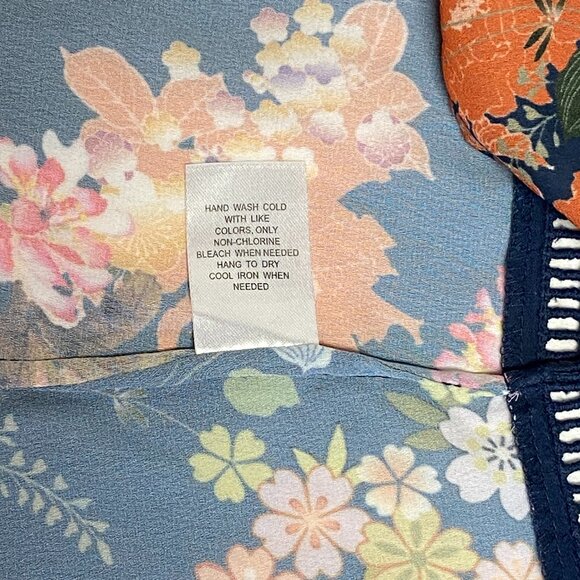 HAND WASH COLD
WITH LIKE
COLORS, ONLY
NON-CHLORINE
BLEACH WHEN NEEDED
HANG TO DRY
COOL IRON WHEN
NEEDED